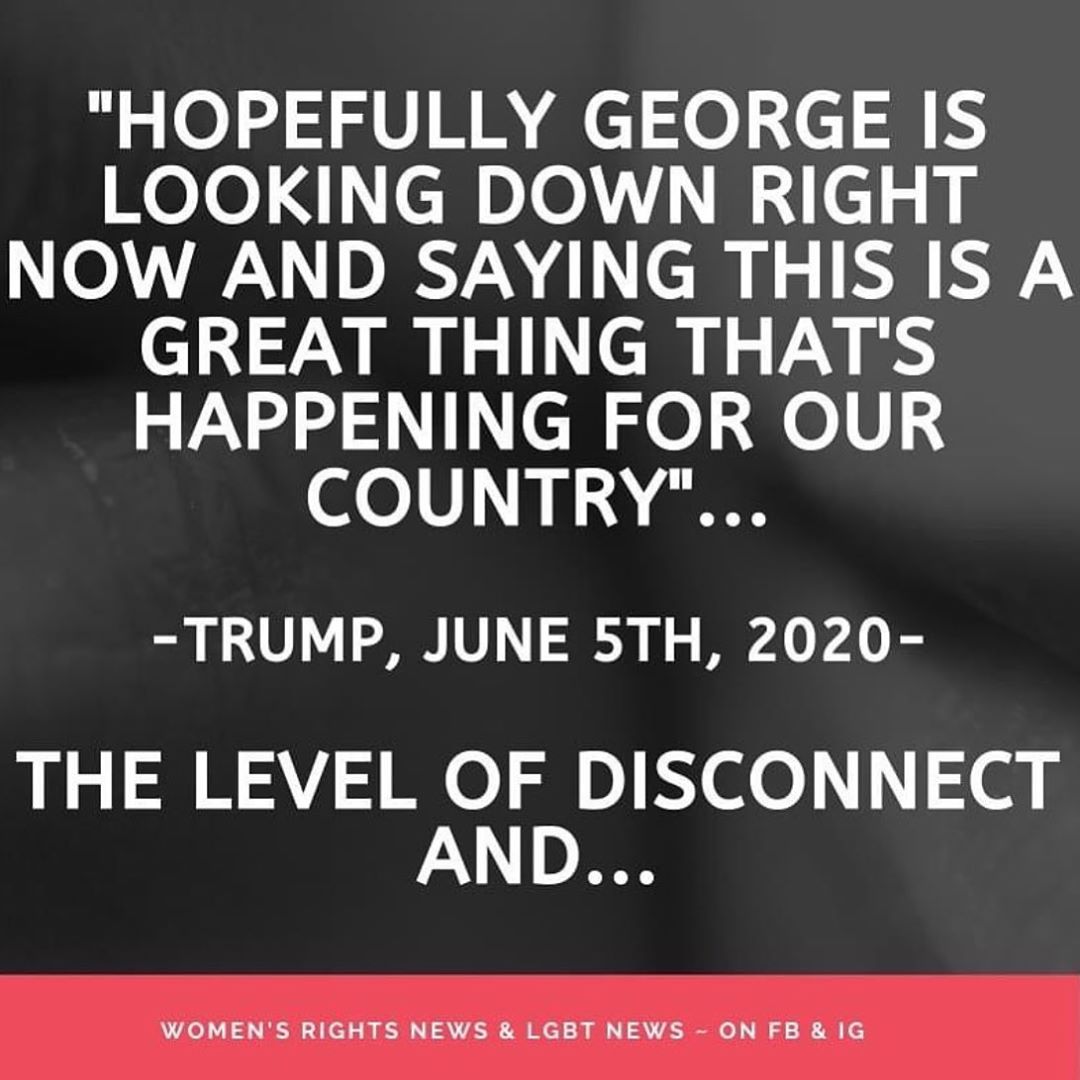 "HOPEFULLY GEORGE IS
LOOKING DOWN RIGHT
NOW AND SAYING THIS IS A
GREAT THING THAT'S
HAPPENING FOR OUR
COUNTRY"...
-TRUMP, JUNE 5TH, 2020-
THE LEVEL OF DISCONNECT
AND...
WOMEN'S RIGHTS NEWS & LGBT NEWS ~ ON FB & IG